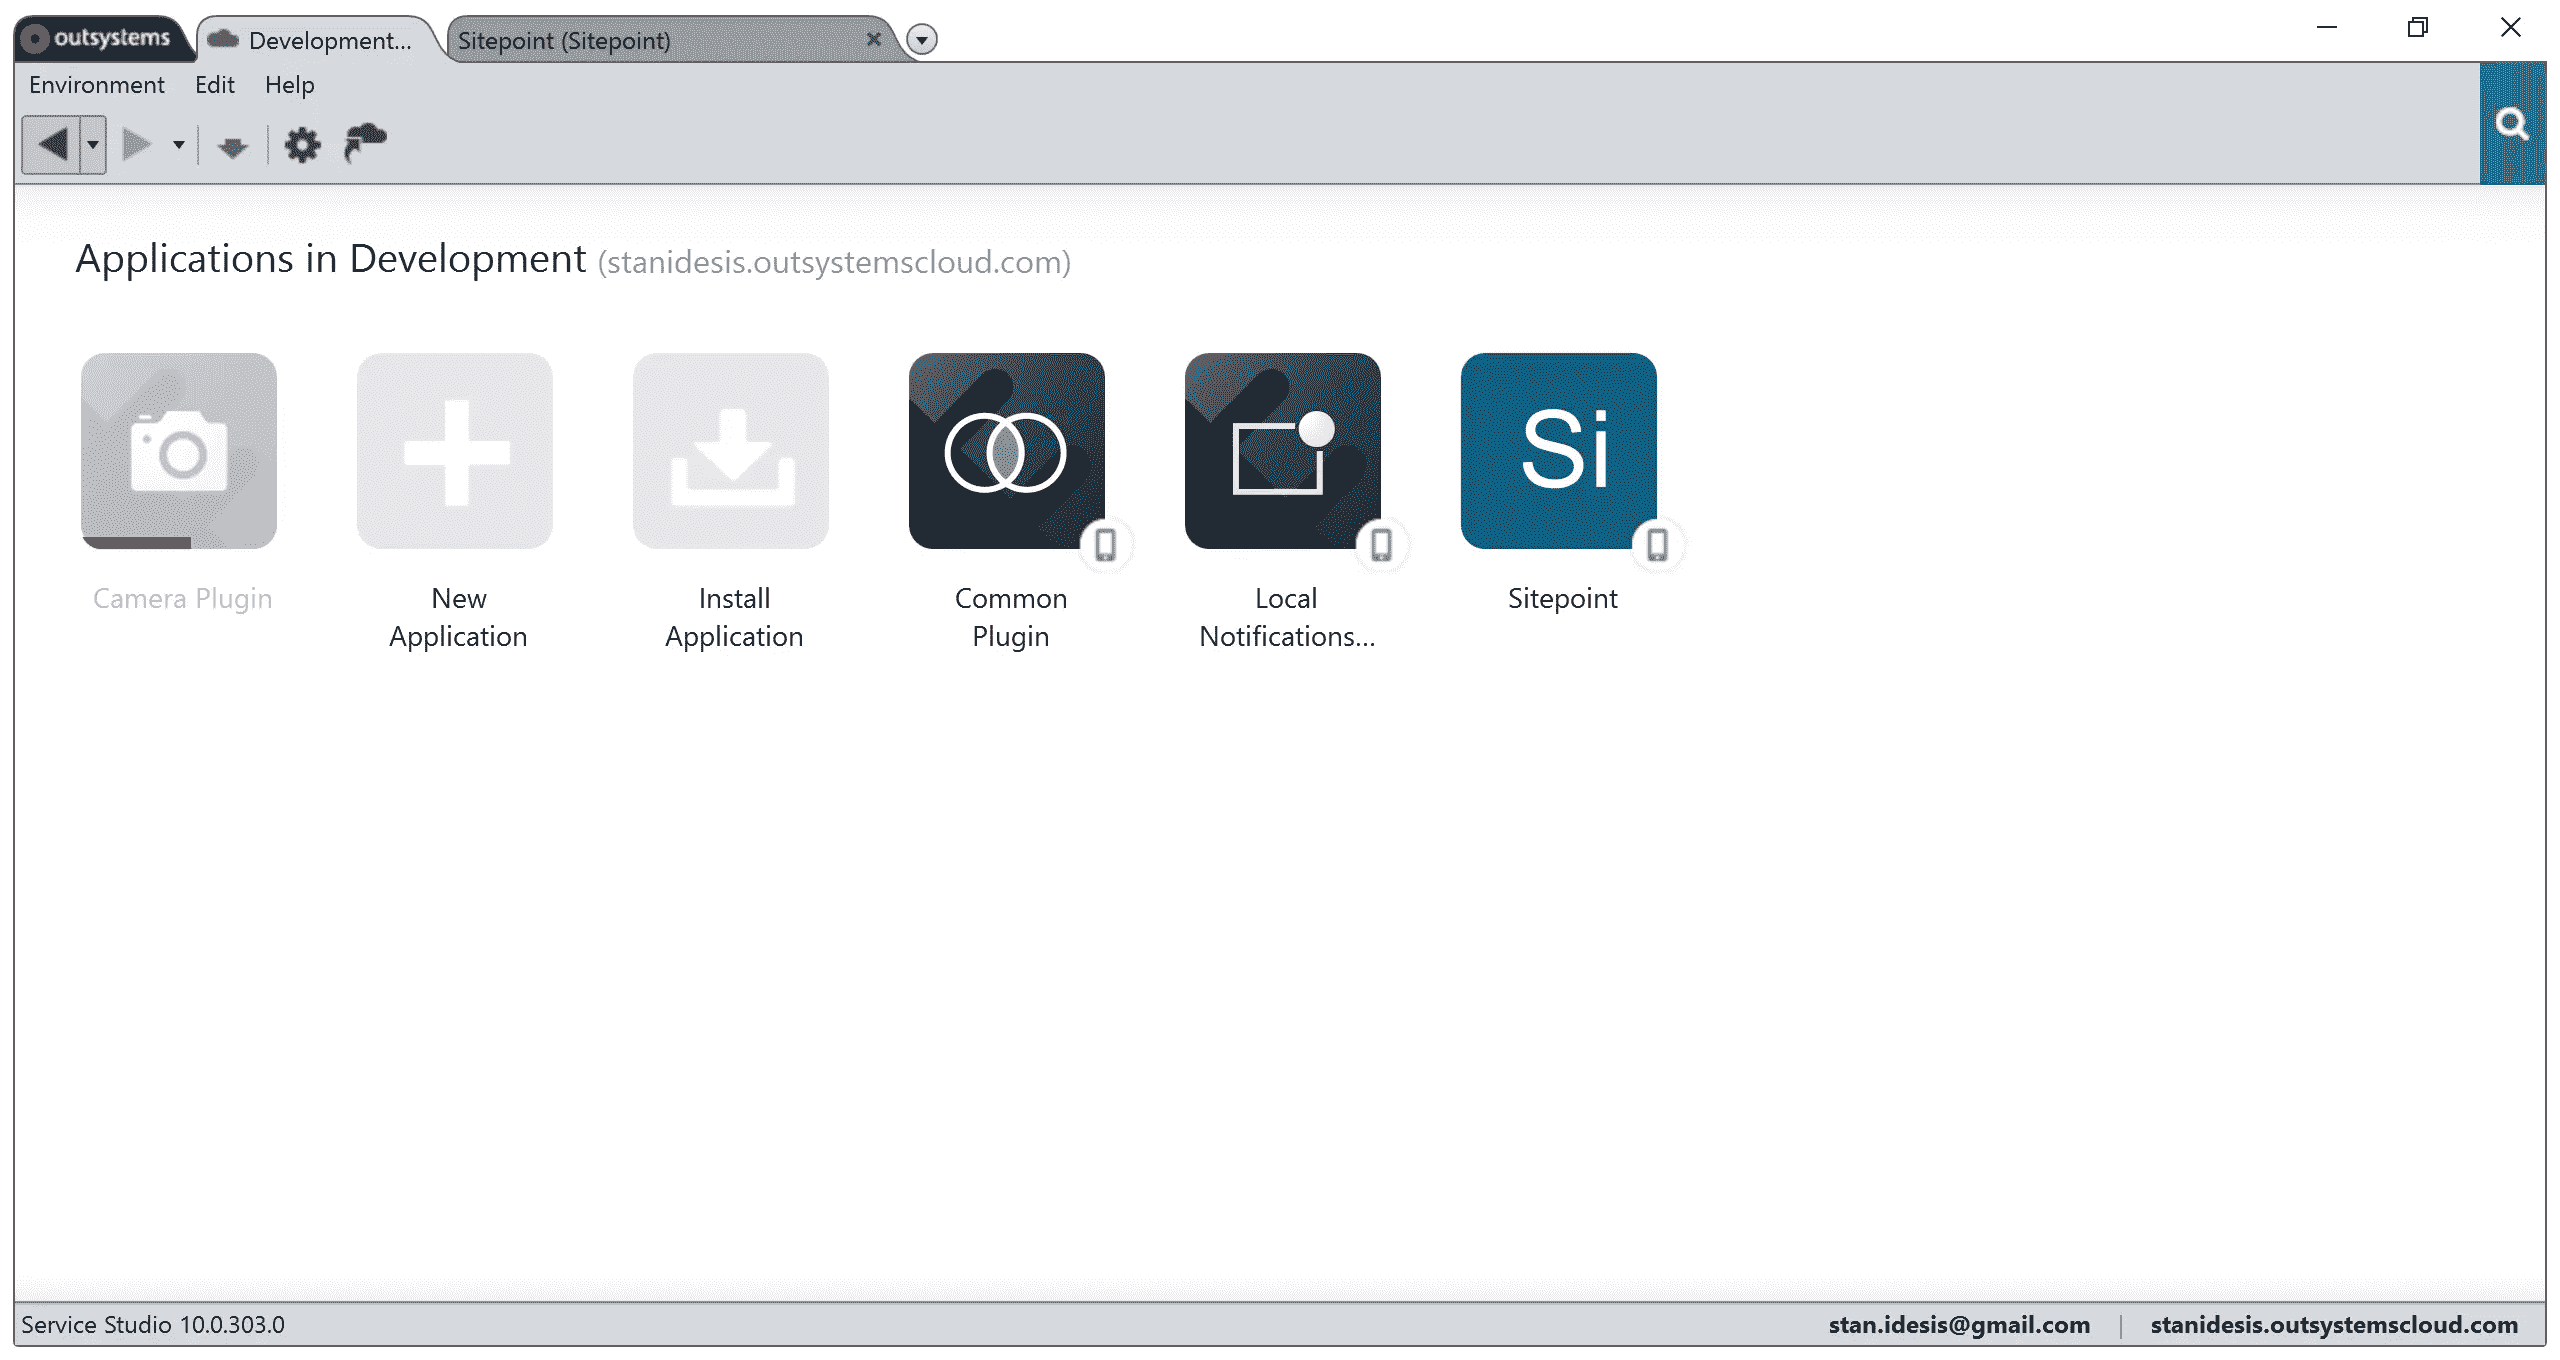 outsystems
Development...
Sitepoint (Sitepoint)
Environment Edit Help
Applications in Development (stanidesis.outsystemscloud.com)
Si
Camera Plugin
New
Application
Install
Application
Common
Plugin
Local
Notifications...
Sitepoint
Service Studio 10.0.303.0
stan.idesis@gmail.com
stanidesis.outsystemscloud.com